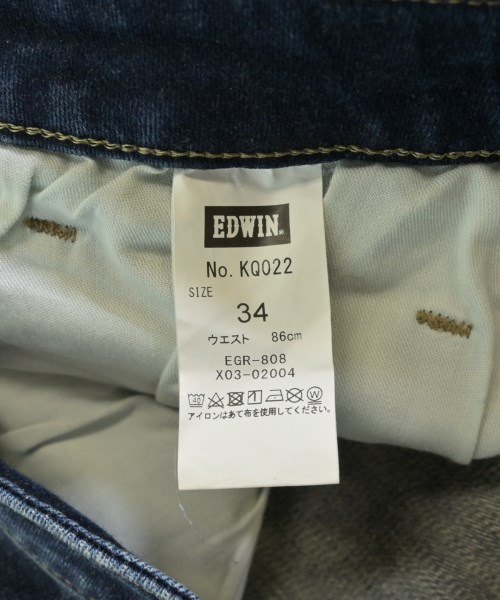 EDWIN®
No. KQ022
SIZE
34
ウエスト 86cm
EGR-808
X03-02004
40 W
アイロンはあて布を使用してください。